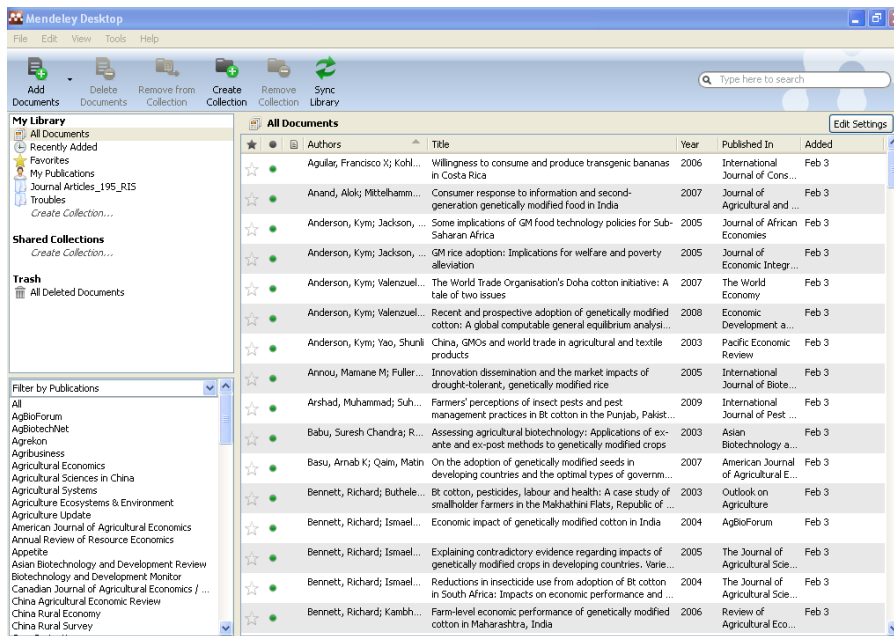 Mendeley Desktop
File Edit View Tools Help
Add Documents
Delete Documents
Remove from Collection
Create Collection
Remove Collection
Sync Library
Type here to search
My Library
All Documents
Recently Added
Favorites
My Publications
Journal Articles_195_RIS
Troubles
Create Collection...
Shared Collections
Create Collection...
Trash
All Deleted Documents
Filter by Publications
All
AgBioForum
AgBiotechNet
Agrekon
Agribusiness
Agricultural Economics
Agricultural Sciences in China
Agricultural Systems
Agriculture Ecosystems & Environment
Agriculture Update
American Journal of Agricultural Economics
Annual Review of Resource Economics
Appetite
Asian Biotechnology and Development Review
Biotechnology and Development Monitor
Canadian Journal of Agricultural Economics / ...
China Agricultural Economic Review
China Rural Economy
China Rural Survey
All Documents
Edit Settings
Authors Title Year Published In Added
Aguilar, Francisco X; Kohl... Willingness to consume and produce transgenic bananas 2006 International Feb 3
in Costa Rica Journal of Cons...
Anand, Alok; Mittelhamm... Consumer response to information and second- 2007 Journal of Feb 3
generation genetically modified food in India Agricultural and ...
Anderson, Kym; Jackson, ... Some implications of GM food technology policies for Sub- 2005 Journal of African Feb 3
Saharan Africa Economies
Anderson, Kym; Jackson, ... GM rice adoption: Implications for welfare and poverty 2005 Journal of Feb 3
alleviation Economic Integr...
Anderson, Kym; Valenzuel... The World Trade Organisation's Doha cotton initiative: A 2007 The World Feb 3
tale of two issues Economy
Anderson, Kym; Valenzuel... Recent and prospective adoption of genetically modified 2008 Economic Feb 3
cotton: A global computable general equilibrium analysi... Development a...
Anderson, Kym; Yao, Shunli China, GMOs and world trade in agricultural and textile 2003 Pacific Economic Feb 3
products Review
Annou, Mamane M; Fuller... Innovation dissemination and the market impacts of 2005 International Feb 3
drought-tolerant, genetically modified rice Journal of Biote...
Arshad, Muhammad; Suh... Farmers' perceptions of insect pests and pest 2009 International Feb 3
management practices in Bt cotton in the Punjab, Pakist... Journal of Pest ...
Babu, Suresh Chandra; R... Assessing agricultural biotechnology: Applications of ex- 2003 Asian Feb 3
ante and ex-post methods to genetically modified crops Biotechnology a...
Basu, Arnab K; Qaim, Matin On the adoption of genetically modified seeds in 2007 American Journal Feb 3
developing countries and the optimal types of governm... of Agricultural E...
Bennett, Richard; Buthele... Bt cotton, pesticides, labour and health: A case study of 2003 Outlook on Feb 3
smallholder farmers in the Makhathini Flats, Republic of ... Agriculture
Bennett, Richard; Ismael... Economic impact of genetically modified cotton in India 2004 AgBioForum Feb 3
Bennett, Richard; Ismael... Explaining contradictory evidence regarding impacts of 2005 The Journal of Feb 3
genetically modified crops in developing countries. Varie... Agricultural Scie...
Bennett, Richard; Ismael... Reductions in insecticide use from adoption of Bt cotton 2004 The Journal of Feb 3
in South Africa: Impacts on economic performance and ... Agricultural Scie...
Bennett, Richard; Kambh... Farm-level economic performance of genetically modified 2006 Review of Feb 3
cotton in Maharashtra, India Agricultural Eco...